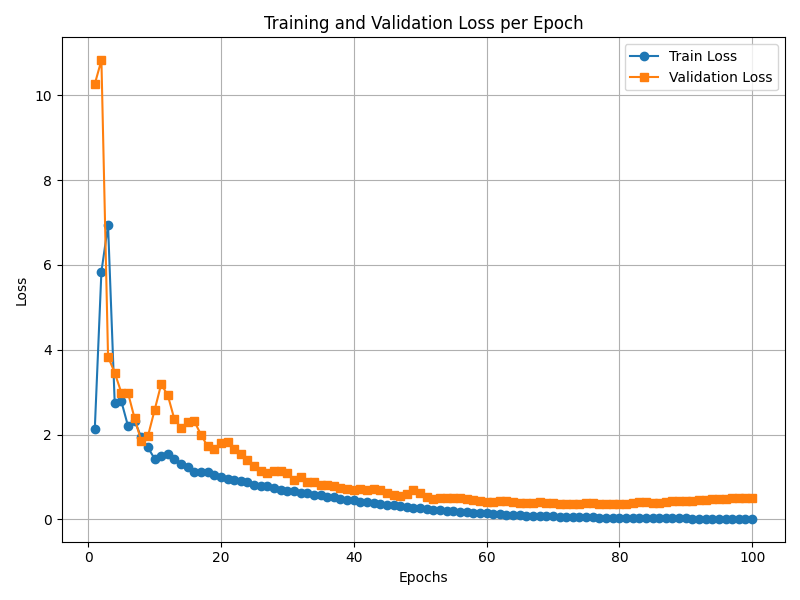 Training and Validation Loss per Epoch
Train Loss
Validation Loss
Loss
10
8
6
4
2
0
0 20 40 60 80 100
Epochs